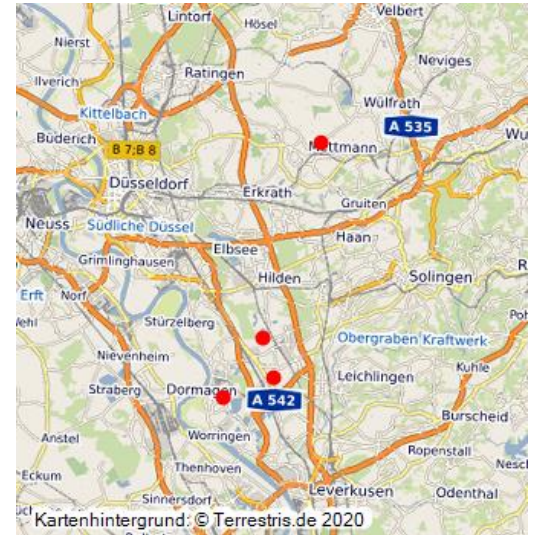 Lintorf
Velbert
Hösel
Nierst
Neviges
Ratingen
Ilverich
Wülfrath
Kittelbach
A 535
Büderich
B 7;B 8
Mettmann
Wu
Düsseldorf
Erkrath
Gruiten
Neuss
Südliche Düssel
Haan
Elbsee
Grimlinghausen
Hilden
Solingen
R
Erft
Norf
Stürzelberg
Obergraben Kraftwerk
Nievenheim
Kuhle
Leichlingen
Straberg
Dormagen
A 542
Burscheid
Worringen
Anstel
Ropenstall
Thenhoven
Eckum
Leverkusen
Odenthal
Sinnersdorf
Kartenhintergrund: © Terrestris.de 2020